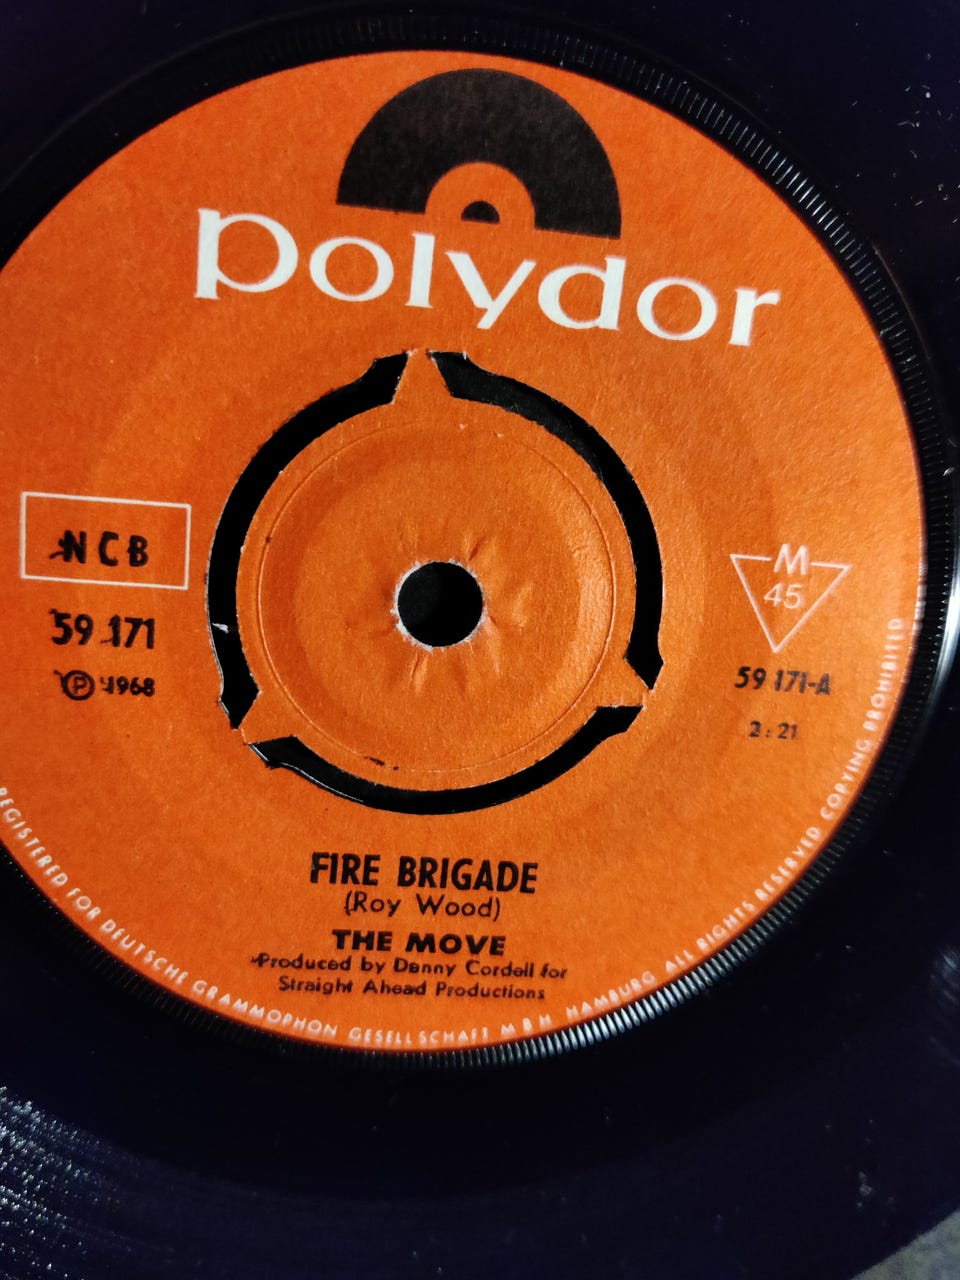 polydor
NCB
59 171
℗ 1968
M
45
59 171-A
2:21
FIRE BRIGADE
(Roy Wood)
THE MOVE
Produced by Denny Cordell for
Straight Ahead Productions
REGISTERED FOR DEUTSCHE GRAMMOPHON GESELLSCHAFT MBH HAMBURG ALL RIGHTS RESERVED COPYING PROHIBITED